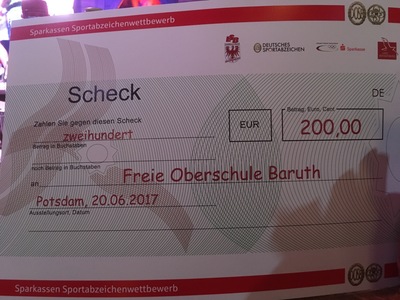 Sparkassen Sportabzeichenwettbewerb
DEUTSCHES
SPORTABZEICHEN
Sparkasse
Scheck
DE
Zahlen Sie gegen diesen Scheck
zweihundert
Betrag in Buchstaben
EUR
Betrag: Euro, Cent
200,00
noch Betrag in Buchstaben
an Freie Oberschule Baruth
Potsdam, 20.06.2017
Ausstellungsort, Datum
Sparkassen Sportabzeichenwettbewerb